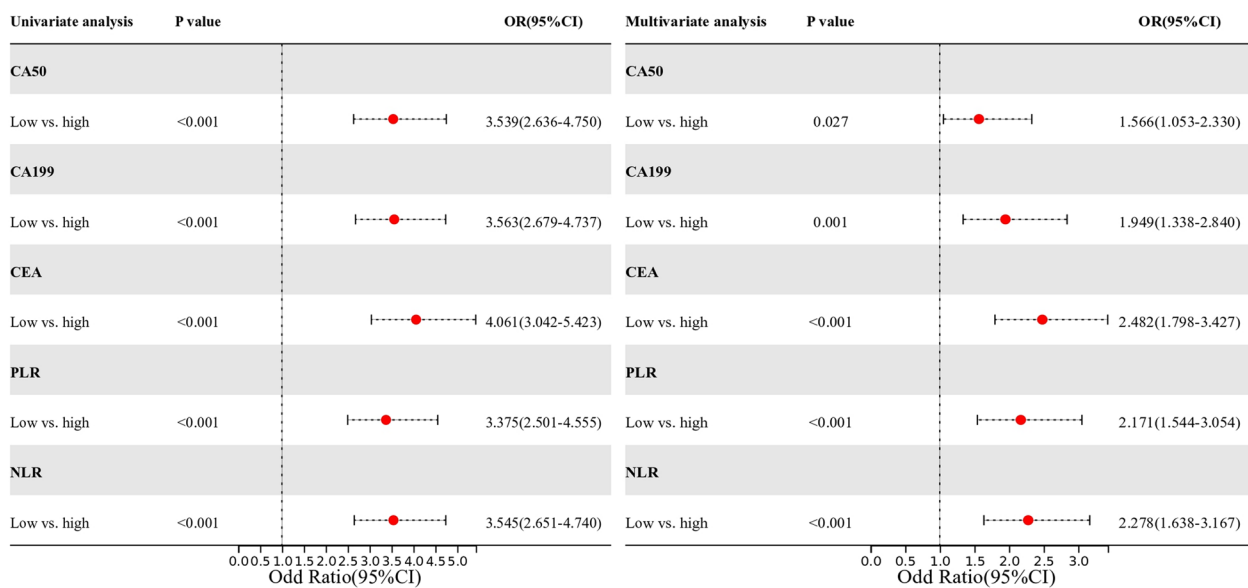 Univariate analysis P value OR(95%CI)
CA50
Low vs. high <0.001 3.539(2.636-4.750)
CA199
Low vs. high <0.001 3.563(2.679-4.737)
CEA
Low vs. high <0.001 4.061(3.042-5.423)
PLR
Low vs. high <0.001 3.375(2.501-4.555)
NLR
Low vs. high <0.001 3.545(2.651-4.740)
0.0 0.5 1.0 1.5 2.0 2.5 3.0 3.5 4.0 4.5 5.0
Odd Ratio(95%CI)
Multivariate analysis P value OR(95%CI)
CA50
Low vs. high 0.027 1.566(1.053-2.330)
CA199
Low vs. high 0.001 1.949(1.338-2.840)
CEA
Low vs. high <0.001 2.482(1.798-3.427)
PLR
Low vs. high <0.001 2.171(1.544-3.054)
NLR
Low vs. high <0.001 2.278(1.638-3.167)
0.0 0.5 1.0 1.5 2.0 2.5 3.0
Odd Ratio(95%CI)